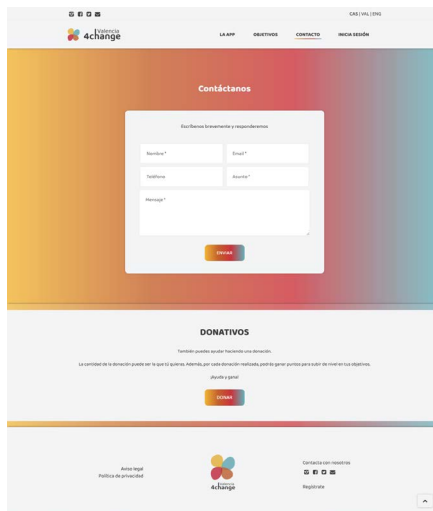 CAS | VAL | ENG
Valencia
4change
LA APP
OBJETIVOS
CONTACTO
INICIA SESIÓN
Contáctanos
Escríbenos brevemente y responderemos
Nombre *
Email *
Teléfono
Asunto *
Mensaje *
ENVIAR
DONATIVOS
También puedes ayudar haciendo una donación.
La cantidad de la donación puede ser la que tú quieras. Además, por cada donación realizada, podrás ganar puntos para subir de nivel en tus objetivos.
¡Ayuda y gana!
DONAR
Aviso legal
Política de privacidad
Valencia
4change
Contacta con nosotros
Regístrate